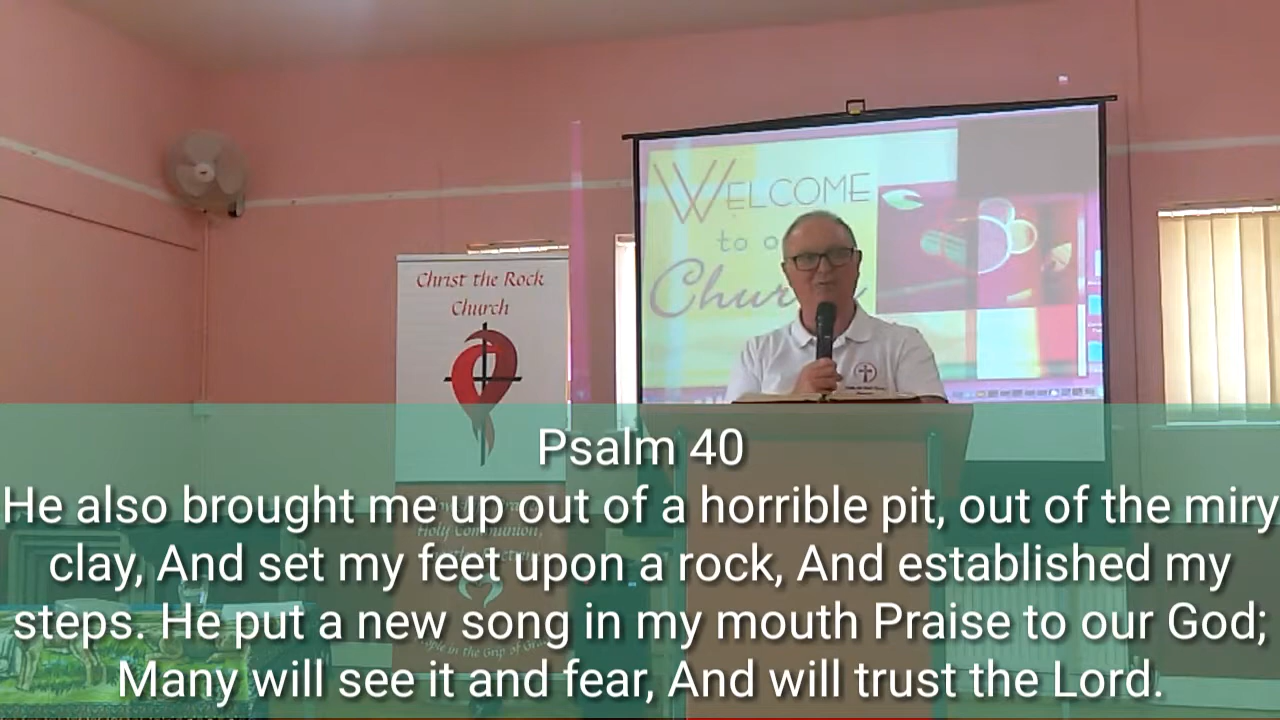 WELCOME
to o
Chur
Christ the Rock
Church
Holy Communion,
Psalm 40
He also brought me up out of a horrible pit, out of the miry
clay, And set my feet upon a rock, And established my
steps. He put a new song in my mouth Praise to our God;
Many will see it and fear, And will trust the Lord.